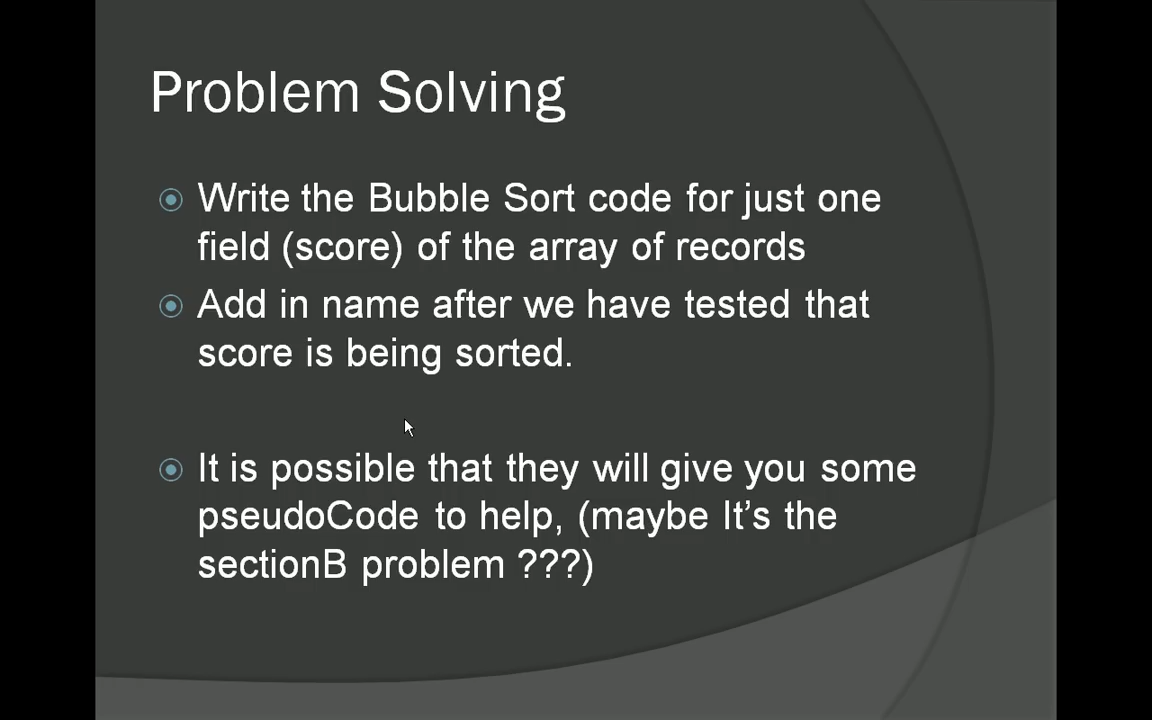 Problem Solving
Write the Bubble Sort code for just one
field (score) of the array of records
Add in name after we have tested that
score is being sorted.
It is possible that they will give you some
pseudoCode to help, (maybe It's the
sectionB problem ???)